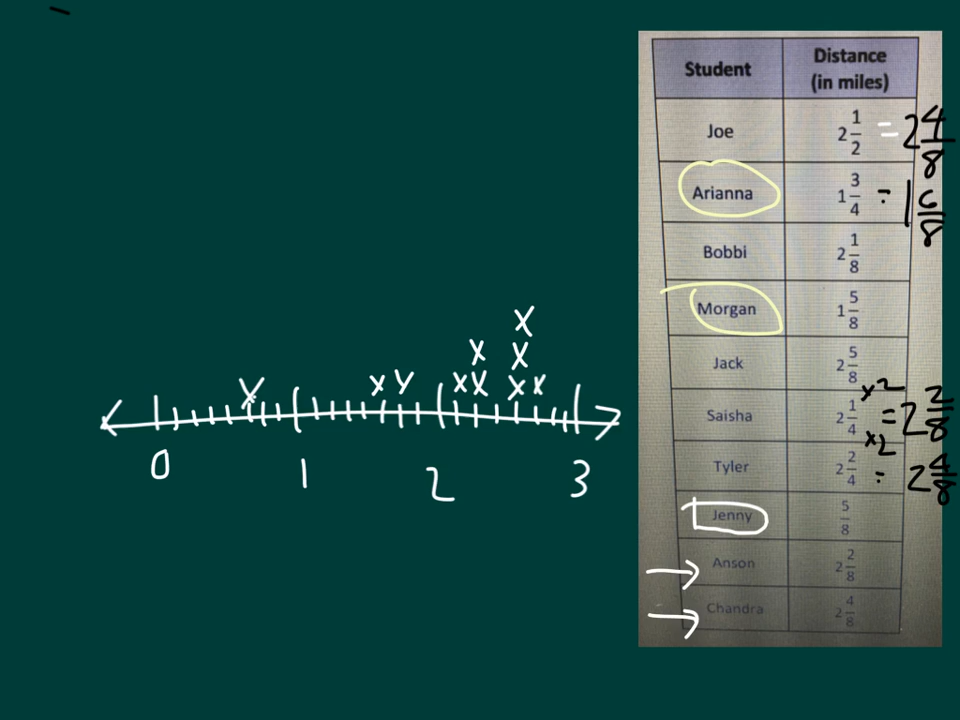 Student Distance (in miles)
Joe 2 1/2 = 2 4/8
Arianna 1 3/4 = 1 6/8
Bobbi 2 1/8
Morgan 1 5/8
Jack 2 5/8
Saisha 2 1/4 x2 x2 = 2 2/8
Tyler 2 2/4 = 2 4/8
Jenny 5/8
Anson 2 2/8
Chandra 2 4/8
X
X X
X X Y X X X X
0 1 2 3